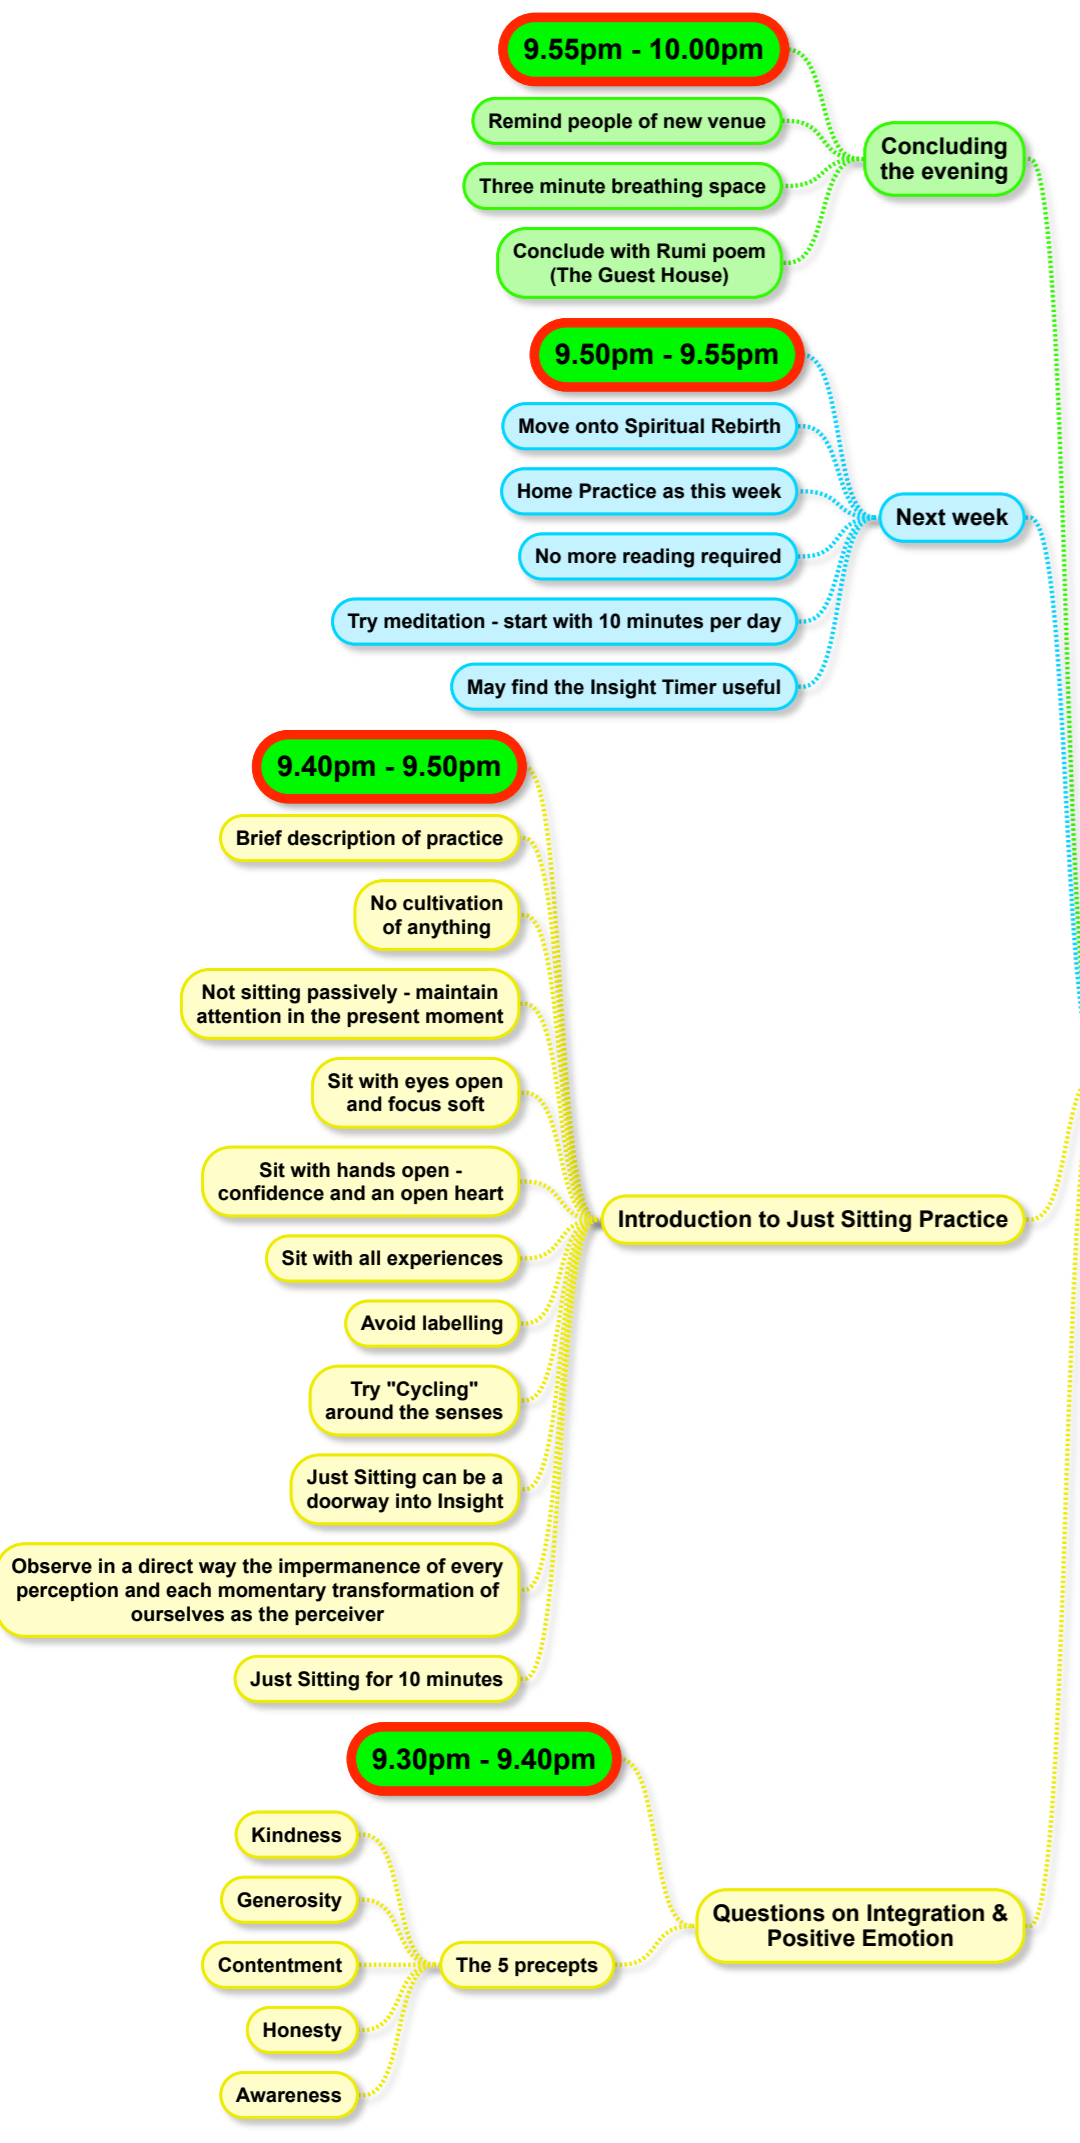 9.55pm - 10.00pm
Remind people of new venue
Three minute breathing space
Conclude with Rumi poem
(The Guest House)
Concluding
the evening
9.50pm - 9.55pm
Move onto Spiritual Rebirth
Home Practice as this week
No more reading required
Try meditation - start with 10 minutes per day
May find the Insight Timer useful
Next week
9.40pm - 9.50pm
Brief description of practice
No cultivation
of anything
Not sitting passively - maintain
attention in the present moment
Sit with eyes open
and focus soft
Sit with hands open -
confidence and an open heart
Sit with all experiences
Avoid labelling
Try "Cycling"
around the senses
Just Sitting can be a
doorway into Insight
Observe in a direct way the impermanence of every
perception and each momentary transformation of
ourselves as the perceiver
Just Sitting for 10 minutes
Introduction to Just Sitting Practice
9.30pm - 9.40pm
Kindness
Generosity
Contentment
Honesty
Awareness
The 5 precepts
Questions on Integration &
Positive Emotion